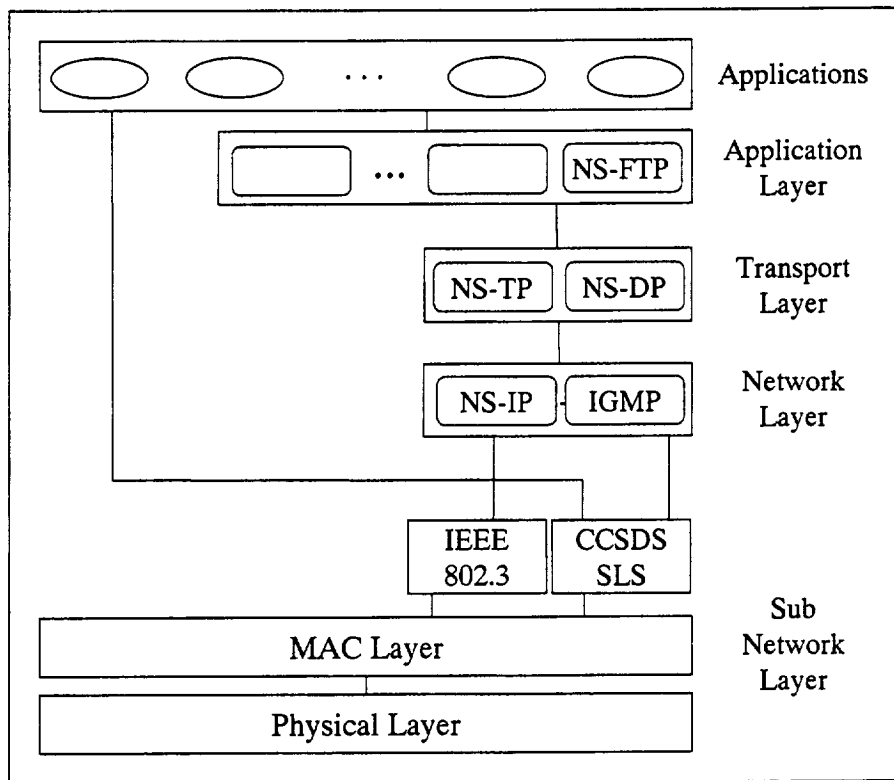 ...
Applications
...
NS-FTP
Application
Layer
NS-TP
NS-DP
Transport
Layer
NS-IP
-
IGMP
Network
Layer
IEEE
802.3
CCSDS
SLS
Sub
Network
Layer
MAC Layer
Physical Layer